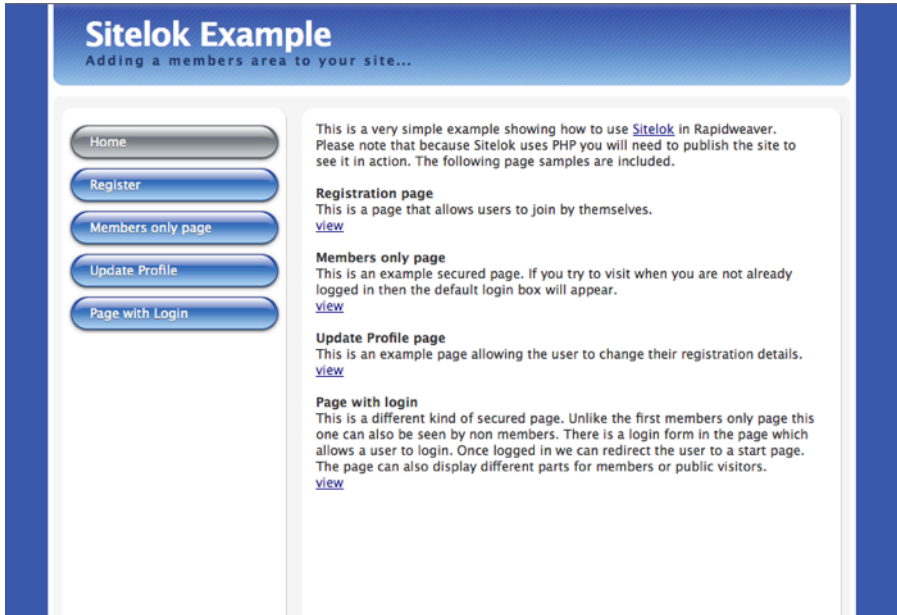 Sitelok Example
Adding a members area to your site...
Home
Register
Members only page
Update Profile
Page with Login
This is a very simple example showing how to use Sitelok in Rapidweaver.
Please note that because Sitelok uses PHP you will need to publish the site to
see it in action. The following page samples are included.
Registration page
This is a page that allows users to join by themselves.
view
Members only page
This is an example secured page. If you try to visit when you are not already
logged in then the default login box will appear.
view
Update Profile page
This is an example page allowing the user to change their registration details.
view
Page with login
This is a different kind of secured page. Unlike the first members only page this
one can also be seen by non members. There is a login form in the page which
allows a user to login. Once logged in we can redirect the user to a start page.
The page can also display different parts for members or public visitors.
view